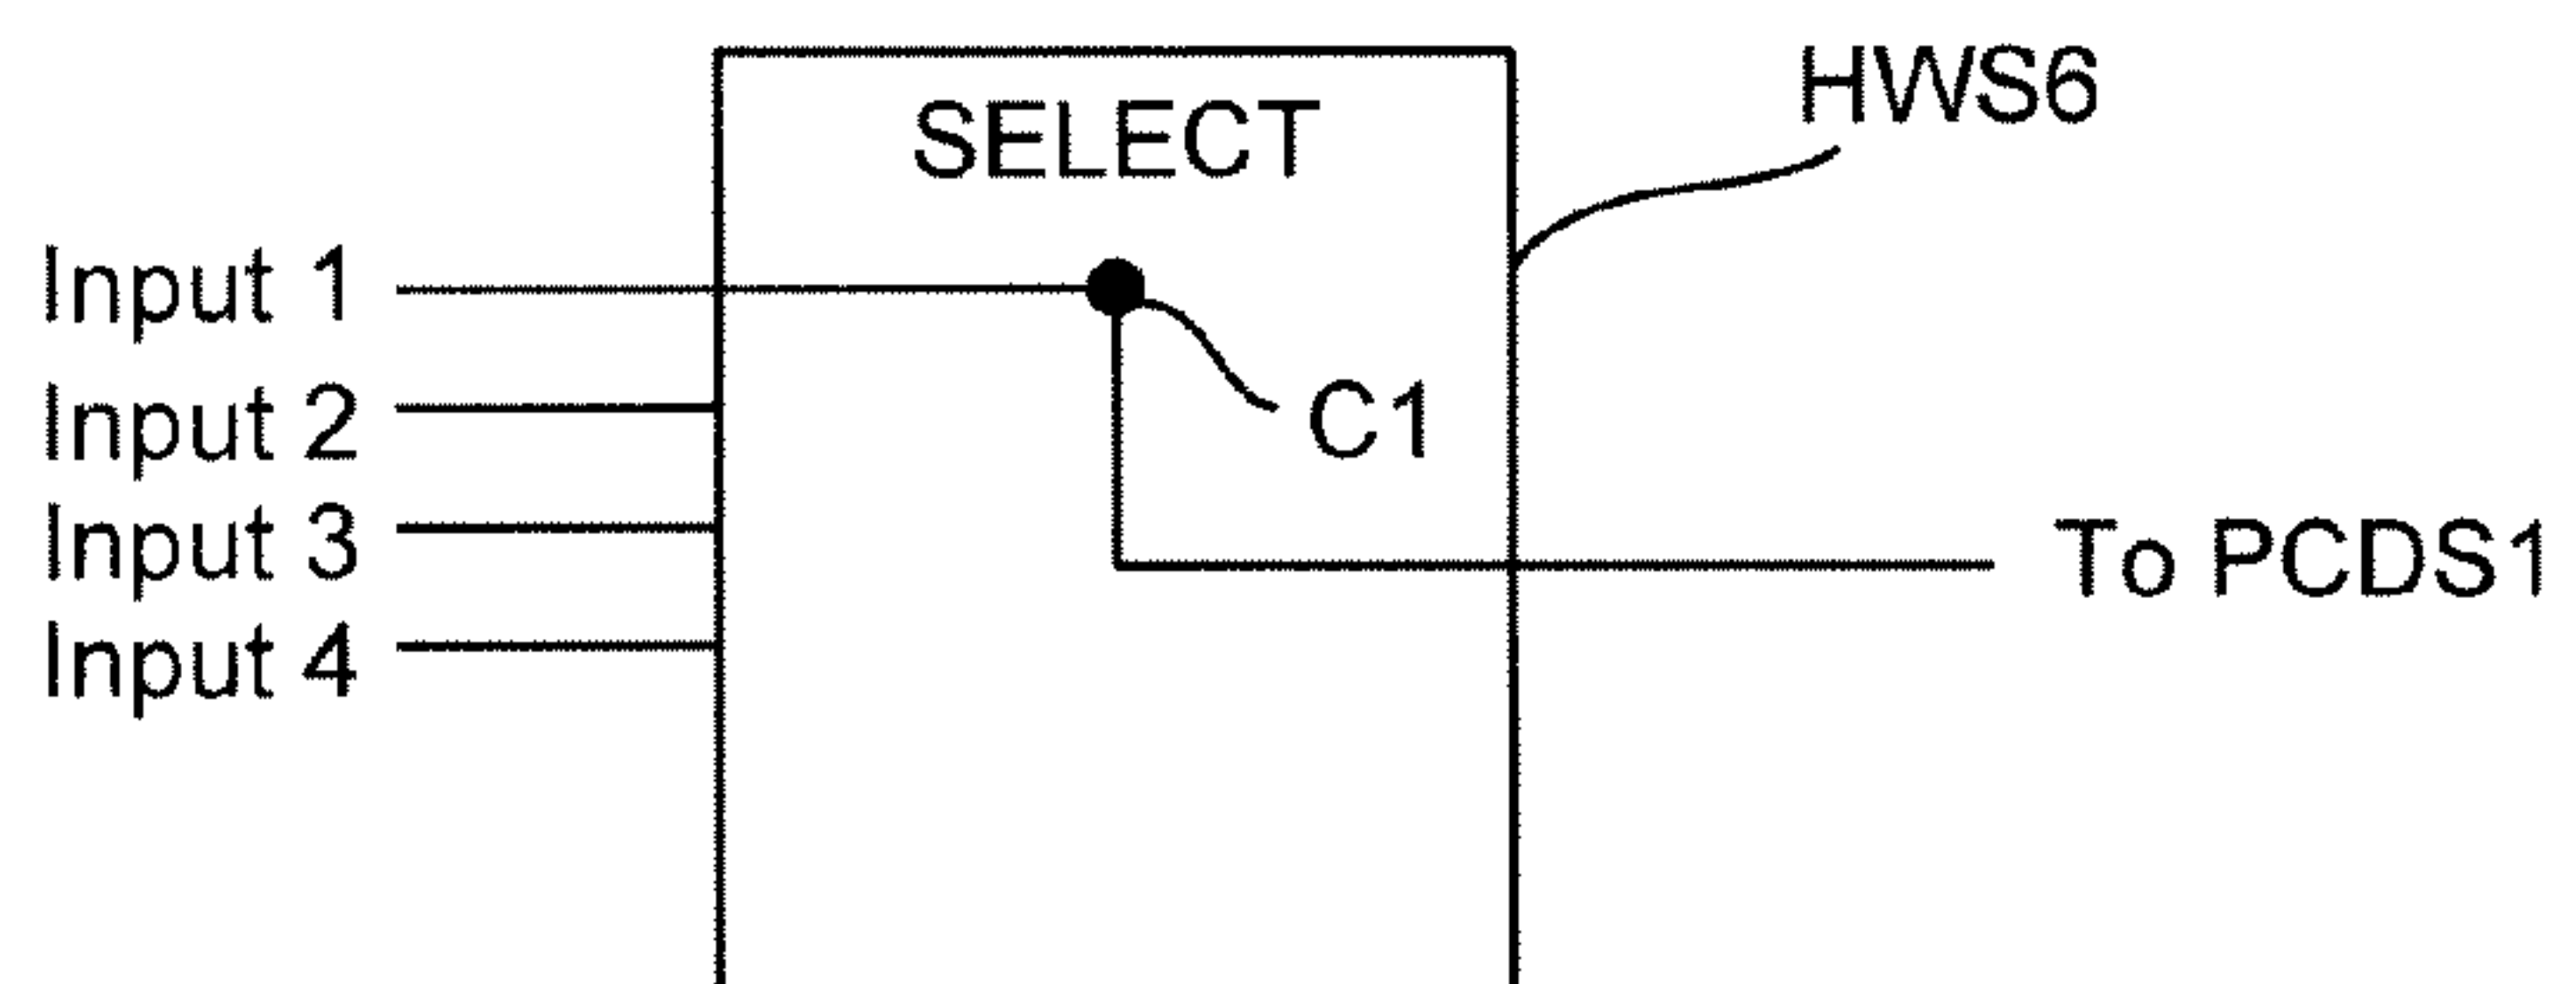 HWS6
SELECT
Input 1
Input 2
C1
Input 3
To PCDS1
Input 4